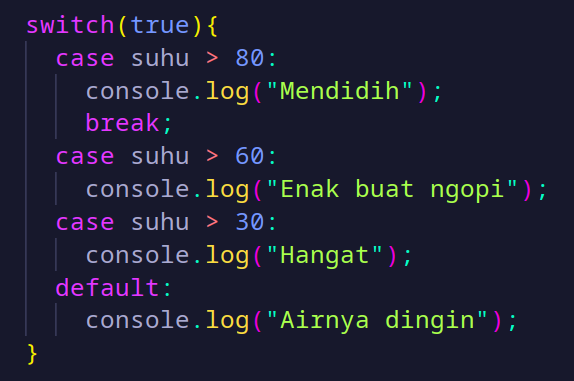 switch(true){
  case suhu > 80:
    console.log("Mendidih");
    break;
  case suhu > 60:
    console.log("Enak buat ngopi");
  case suhu > 30:
    console.log("Hangat");
  default:
    console.log("Airnya dingin");
}